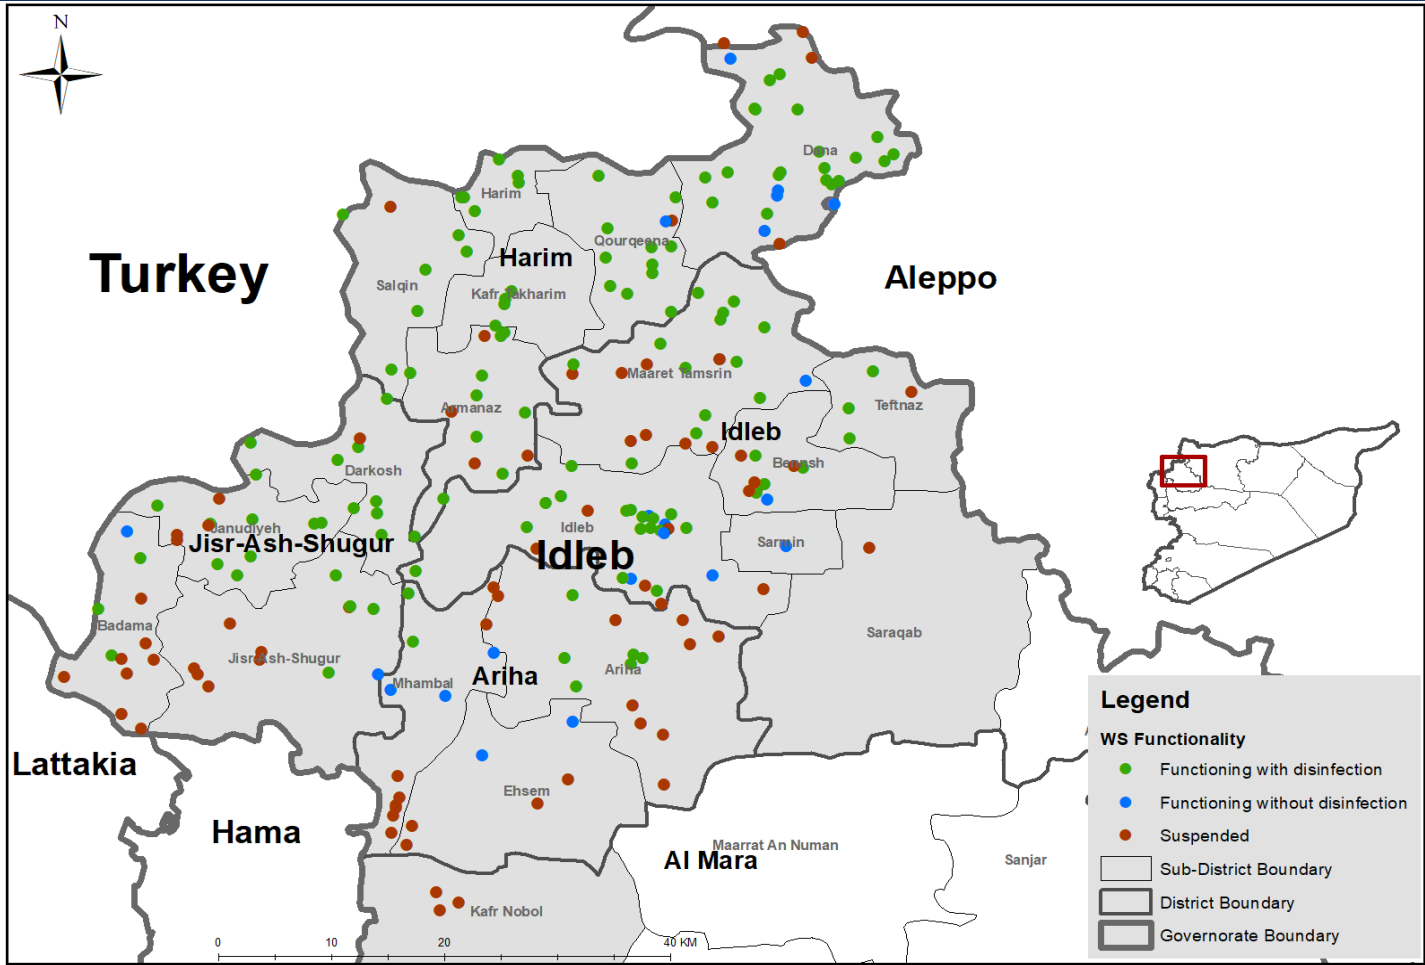 N
Dana
Harim
Qourqeena
Harim
Turkey
Aleppo
Salqin
Kafr Takharim
Maaret Tamsrin
Teftnaz
Armanaz
Idleb
Bennsh
Darkosh
Janudiyeh
Idleb
Jisr-Ash-Shugur
Sarmin
Idleb
Badama
Saraqab
Jisr-Ash-Shugur
Ariha
Ariha
Mhambal
Lattakia
Ehsem
Hama
Maarrat An Numan
Al Mara
Sanjar
Kafr Nobol
0 10 20 40 KM
Legend
WS Functionality
Functioning with disinfection
Functioning without disinfection
Suspended
Sub-District Boundary
District Boundary
Governorate Boundary